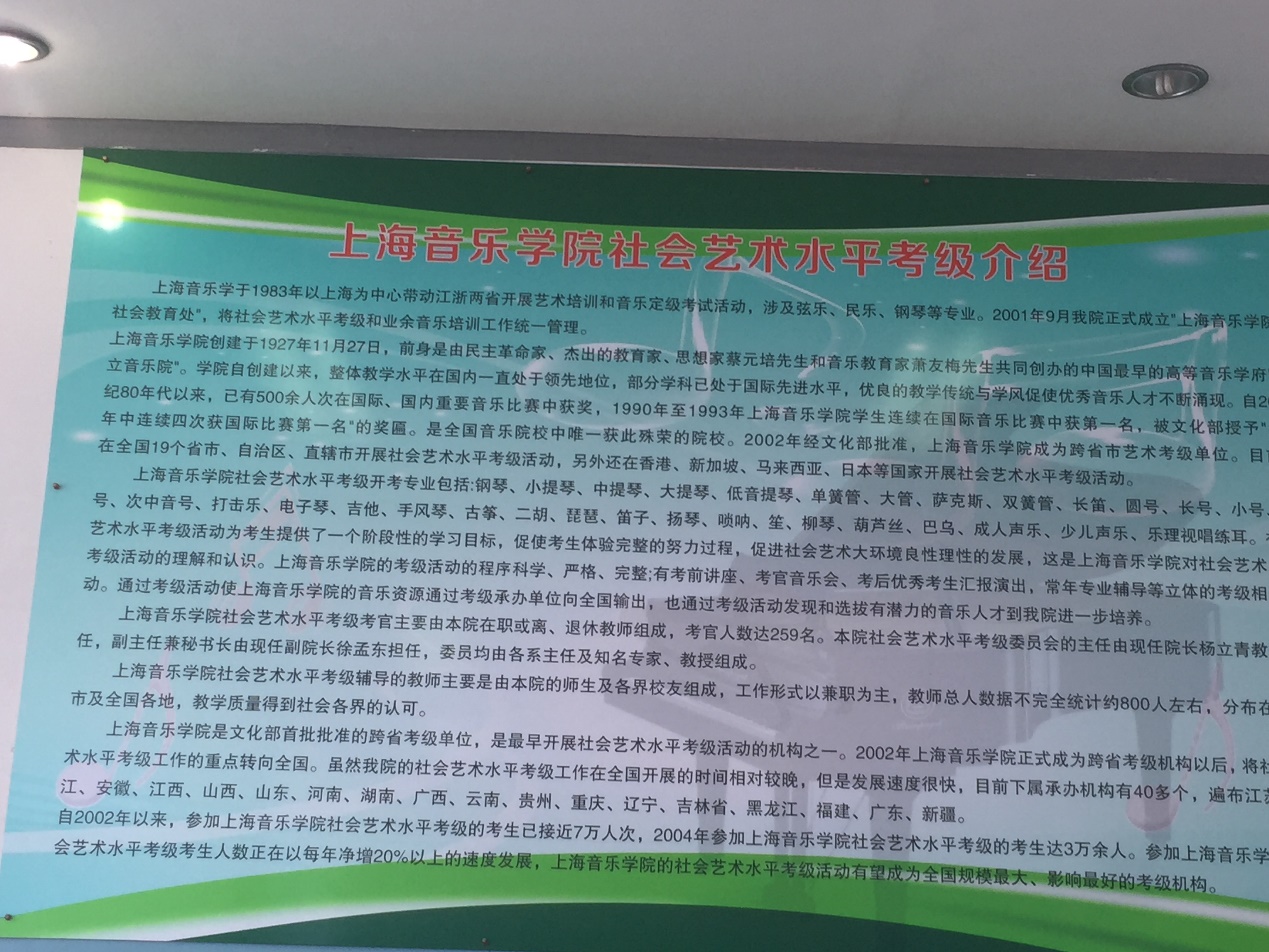 上海音乐学院社会艺术水平考级介绍
上海音乐学于1983年以上海为中心带动江浙两省开展艺术培训和音乐定级考试活动，涉及弦乐、民乐、钢琴等专业。2001年9月我院正式成立"上海音乐学院
社会教育处"，将社会艺术水平考级和业余音乐培训工作统一管理。
上海音乐学院创建于1927年11月27日，前身是由民主革命家、杰出的教育家、思想家蔡元培先生和音乐教育家萧友梅先生共同创办的中国最早的高等音乐学府
立音乐院"。学院自创建以来，整体教学水平在国内一直处于领先地位，部分学科已处于国际先进水平，优良的教学传统与学风促使优秀音乐人才不断涌现。自20
纪80年代以来，已有500余人次在国际、国内重要音乐比赛中获奖，1990年至1993年上海音乐学院学生连续在国际音乐比赛中获第一名，被文化部授予"
年中连续四次获国际比赛第一名"的奖匾。是全国音乐院校中唯一获此殊荣的院校。2002年经文化部批准，上海音乐学院成为跨省市艺术考级单位。目前
在全国19个省市、自治区、直辖市开展社会艺术水平考级活动，另外还在香港、新加坡、马来西亚、日本等国家开展社会艺术水平考级活动。
上海音乐学院社会艺术水平考级开考专业包括:钢琴、小提琴、中提琴、大提琴、低音提琴、单簧管、大管、萨克斯、双簧管、长笛、圆号、长号、小号、
号、次中音号、打击乐、电子琴、吉他、手风琴、古筝、二胡、琵琶、笛子、扬琴、唢呐、笙、柳琴、葫芦丝、巴乌、成人声乐、少儿声乐、乐理视唱练耳。
艺术水平考级活动为考生提供了一个阶段性的学习目标，促使考生体验完整的努力过程，促进社会艺术大环境良性理性的发展，这是上海音乐学院对社会艺术
考级活动的理解和认识。上海音乐学院的考级活动的程序科学、严格、完整;有考前讲座、考官音乐会、考后优秀考生汇报演出，常年专业辅导等立体的考级相
动。通过考级活动使上海音乐学院的音乐资源通过考级承办单位向全国输出，也通过考级活动发现和选拔有潜力的音乐人才到我院进一步培养。
上海音乐学院社会艺术水平考级考官主要由本院在职或离、退休教师组成，考官人数达259名。本院社会艺术水平考级委员会的主任由现任院长杨立青教
任，副主任兼秘书长由现任副院长徐孟东担任，委员均由各系主任及知名专家、教授组成。
上海音乐学院社会艺术水平考级辅导的教师主要是由本院的师生及各界校友组成，工作形式以兼职为主，教师总人数据不完全统计约800人左右，分布在
市及全国各地，教学质量得到社会各界的认可。
上海音乐学院是文化部首批批准的跨省考级单位，是最早开展社会艺术水平考级活动的机构之一。2002年上海音乐学院正式成为跨省考级机构以后，将社
术水平考级工作的重点转向全国。虽然我院的社会艺术水平考级工作在全国开展的时间相对较晚，但是发展速度很快，目前下属承办机构有40多个，遍布江苏
江、安徽、江西、山西、山东、河南、湖南、广西、云南、贵州、重庆、辽宁、吉林省、黑龙江、福建、广东、新疆。
自2002年以来，参加上海音乐学院社会艺术水平考级的考生已接近7万人次，2004年参加上海音乐学院社会艺术水平考级的考生达3万余人。参加上海音乐学
会艺术水平考级考生人数正在以每年净增20%以上的速度发展，上海音乐学院的社会艺术水平考级活动有望成为全国规模最大、影响最好的考级机构。